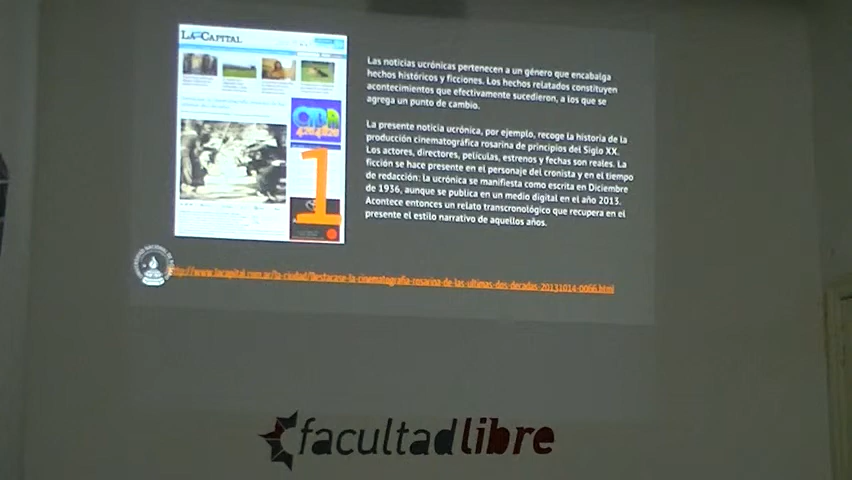 LA CAPITAL
1
Las noticias ucrónicas pertenecen a un género que encabalga
hechos históricos y ficciones. Los hechos relatados constituyen
acontecimientos que efectivamente sucedieron, a los que se
agrega un punto de cambio.
La presente noticia ucrónica, por ejemplo, recoge la historia de la
producción cinematográfica rosarina de principios del Siglo XX.
Los actores, directores, películas, estrenos y fechas son reales. La
ficción se hace presente en el personaje del cronista y en el tiempo
de redacción: la ucrónica se manifiesta como escrita en Diciembre
de 1936, aunque se publica en un medio digital en el año 2013.
Acontece entonces un relato transcronológico que recupera en el
presente el estilo narrativo de aquellos años.
http://www.lacapital.com.ar/la-ciudad/Destacase-la-cinematografia-rosarina-de-las-ultimas-dos-decadas-20131014-0066.html
facultadlibre